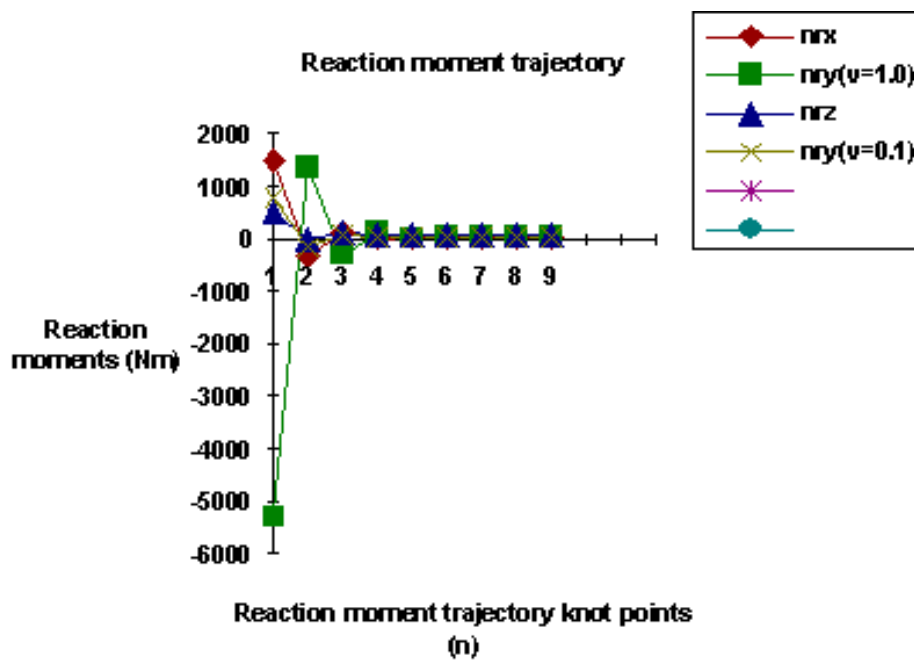 nrx
nry(v=1.0)
nrz
nry(v=0.1)
Reaction moment trajectory
2000
1000
0
-1000
-2000
-3000
-4000
-5000
-6000
1 2 3 4 5 6 7 8 9
Reaction
moments (Nm)
Reaction moment trajectory knot points
(n)